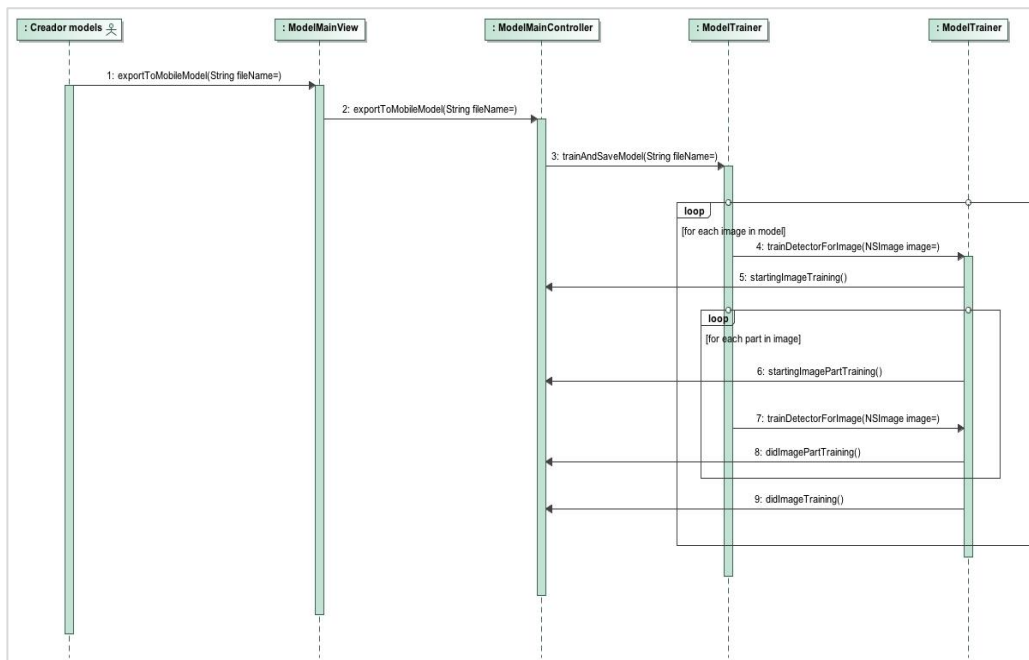 : Creador models
: ModelMainView
: ModelMainController
: ModelTrainer
: ModelTrainer
1: exportToMobileModel(String fileName=)
2: exportToMobileModel(String fileName=)
3: trainAndSaveModel(String fileName=)
loop
[for each image in model]
4: trainDetectorForImage(NSImage image=)
5: startingImageTraining()
loop
[for each part in image]
6: startingImagePartTraining()
7: trainDetectorForImage(NSImage image=)
8: didImagePartTraining()
9: didImageTraining()